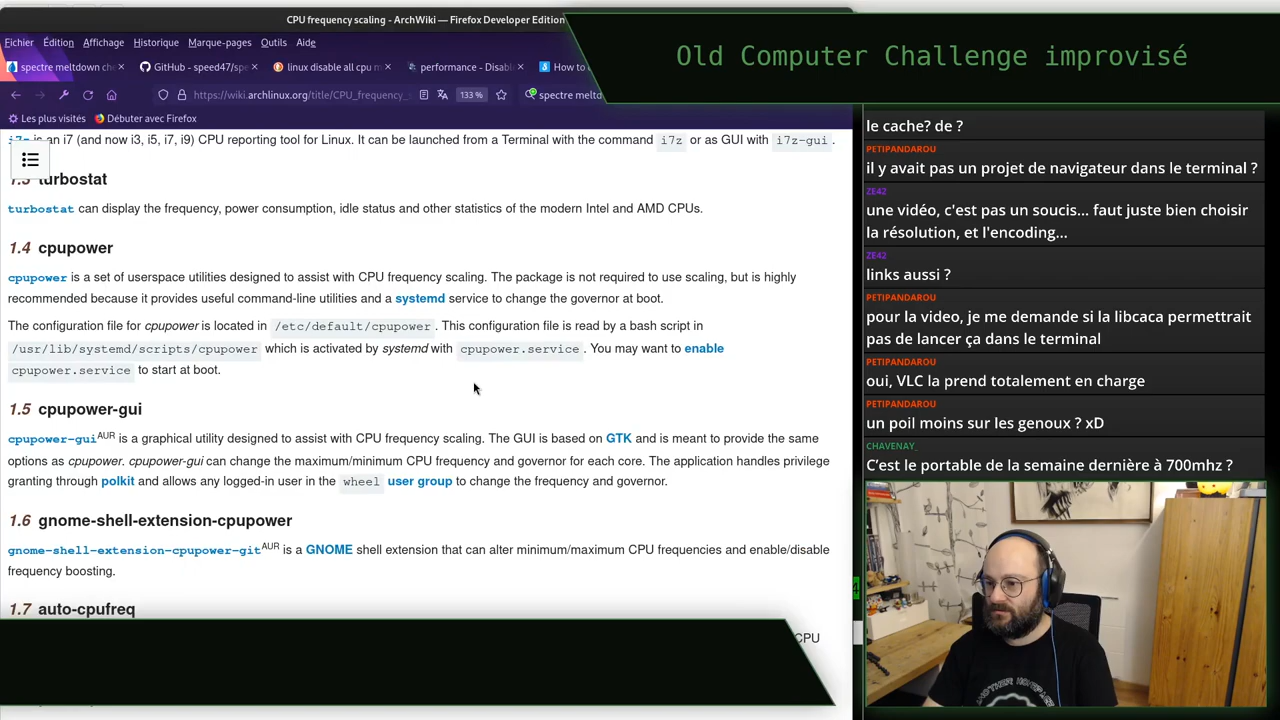 CPU frequency scaling - ArchWiki — Firefox Developer Edition
Fichier Édition Affichage Historique Marque-pages Outils Aide
spectre meltdown che
GitHub - speed47/spe
linux disable all cpu m
performance - Disable
How to
https://wiki.archlinux.org/title/CPU_frequency_s
133 %
spectre meltd
Les plus visités
Débuter avec Firefox
i7z is an i7 (and now i3, i5, i7, i9) CPU reporting tool for Linux. It can be launched from a Terminal with the command i7z or as GUI with i7z-gui .
1.3 turbostat
turbostat can display the frequency, power consumption, idle status and other statistics of the modern Intel and AMD CPUs.
1.4 cpupower
cpupower is a set of userspace utilities designed to assist with CPU frequency scaling. The package is not required to use scaling, but is highly
recommended because it provides useful command-line utilities and a systemd service to change the governor at boot.
The configuration file for cpupower is located in /etc/default/cpupower . This configuration file is read by a bash script in
/usr/lib/systemd/scripts/cpupower which is activated by systemd with cpupower.service . You may want to enable
cpupower.service to start at boot.
1.5 cpupower-gui
cpupower-guiAUR is a graphical utility designed to assist with CPU frequency scaling. The GUI is based on GTK and is meant to provide the same
options as cpupower. cpupower-gui can change the maximum/minimum CPU frequency and governor for each core. The application handles privilege
granting through polkit and allows any logged-in user in the wheel user group to change the frequency and governor.
1.6 gnome-shell-extension-cpupower
gnome-shell-extension-cpupower-gitAUR is a GNOME shell extension that can alter minimum/maximum CPU frequencies and enable/disable
frequency boosting.
1.7 auto-cpufreq
CPU
Old Computer Challenge improvisé
le cache? de ?
PETIPANDAROU
il y avait pas un projet de navigateur dans le terminal ?
ZE42
une vidéo, c'est pas un soucis... faut juste bien choisir
la résolution, et l'encoding...
ZE42
links aussi ?
PETIPANDAROU
pour la video, je me demande si la libcaca permettrait
pas de lancer ça dans le terminal
PETIPANDAROU
oui, VLC la prend totalement en charge
PETIPANDAROU
un poil moins sur les genoux ? xD
CHAVENAY_
C'est le portable de la semaine dernière à 700mhz ?